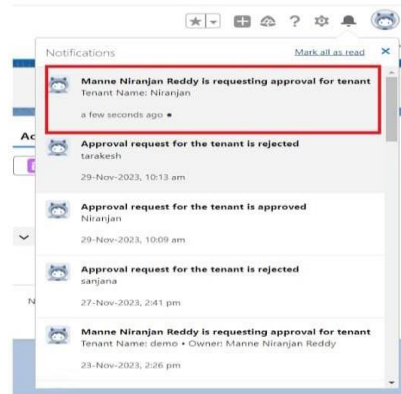 Notifications
Mark all as read
Manne Niranjan Reddy is requesting approval for tenant
Tenant Name: Niranjan
a few seconds ago •
Ac
Approval request for the tenant is rejected
tarakesh
29-Nov-2023, 10:13 am
Approval request for the tenant is approved
Niranjan
29-Nov-2023, 10:09 am
Approval request for the tenant is rejected
sanjana
N
27-Nov-2023, 2:41 pm
Manne Niranjan Reddy is requesting approval for tenant
Tenant Name: demo • Owner: Manne Niranjan Reddy
23-Nov-2023, 2:26 pm